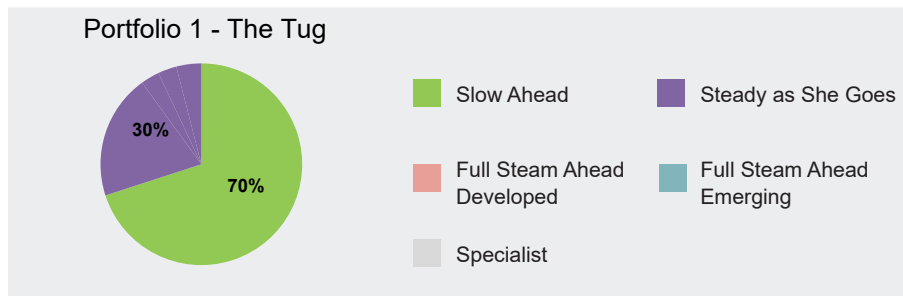 Portfolio 1 - The Tug
30%
70%
Slow Ahead
Steady as She Goes
Full Steam Ahead
Developed
Full Steam Ahead
Emerging
Specialist